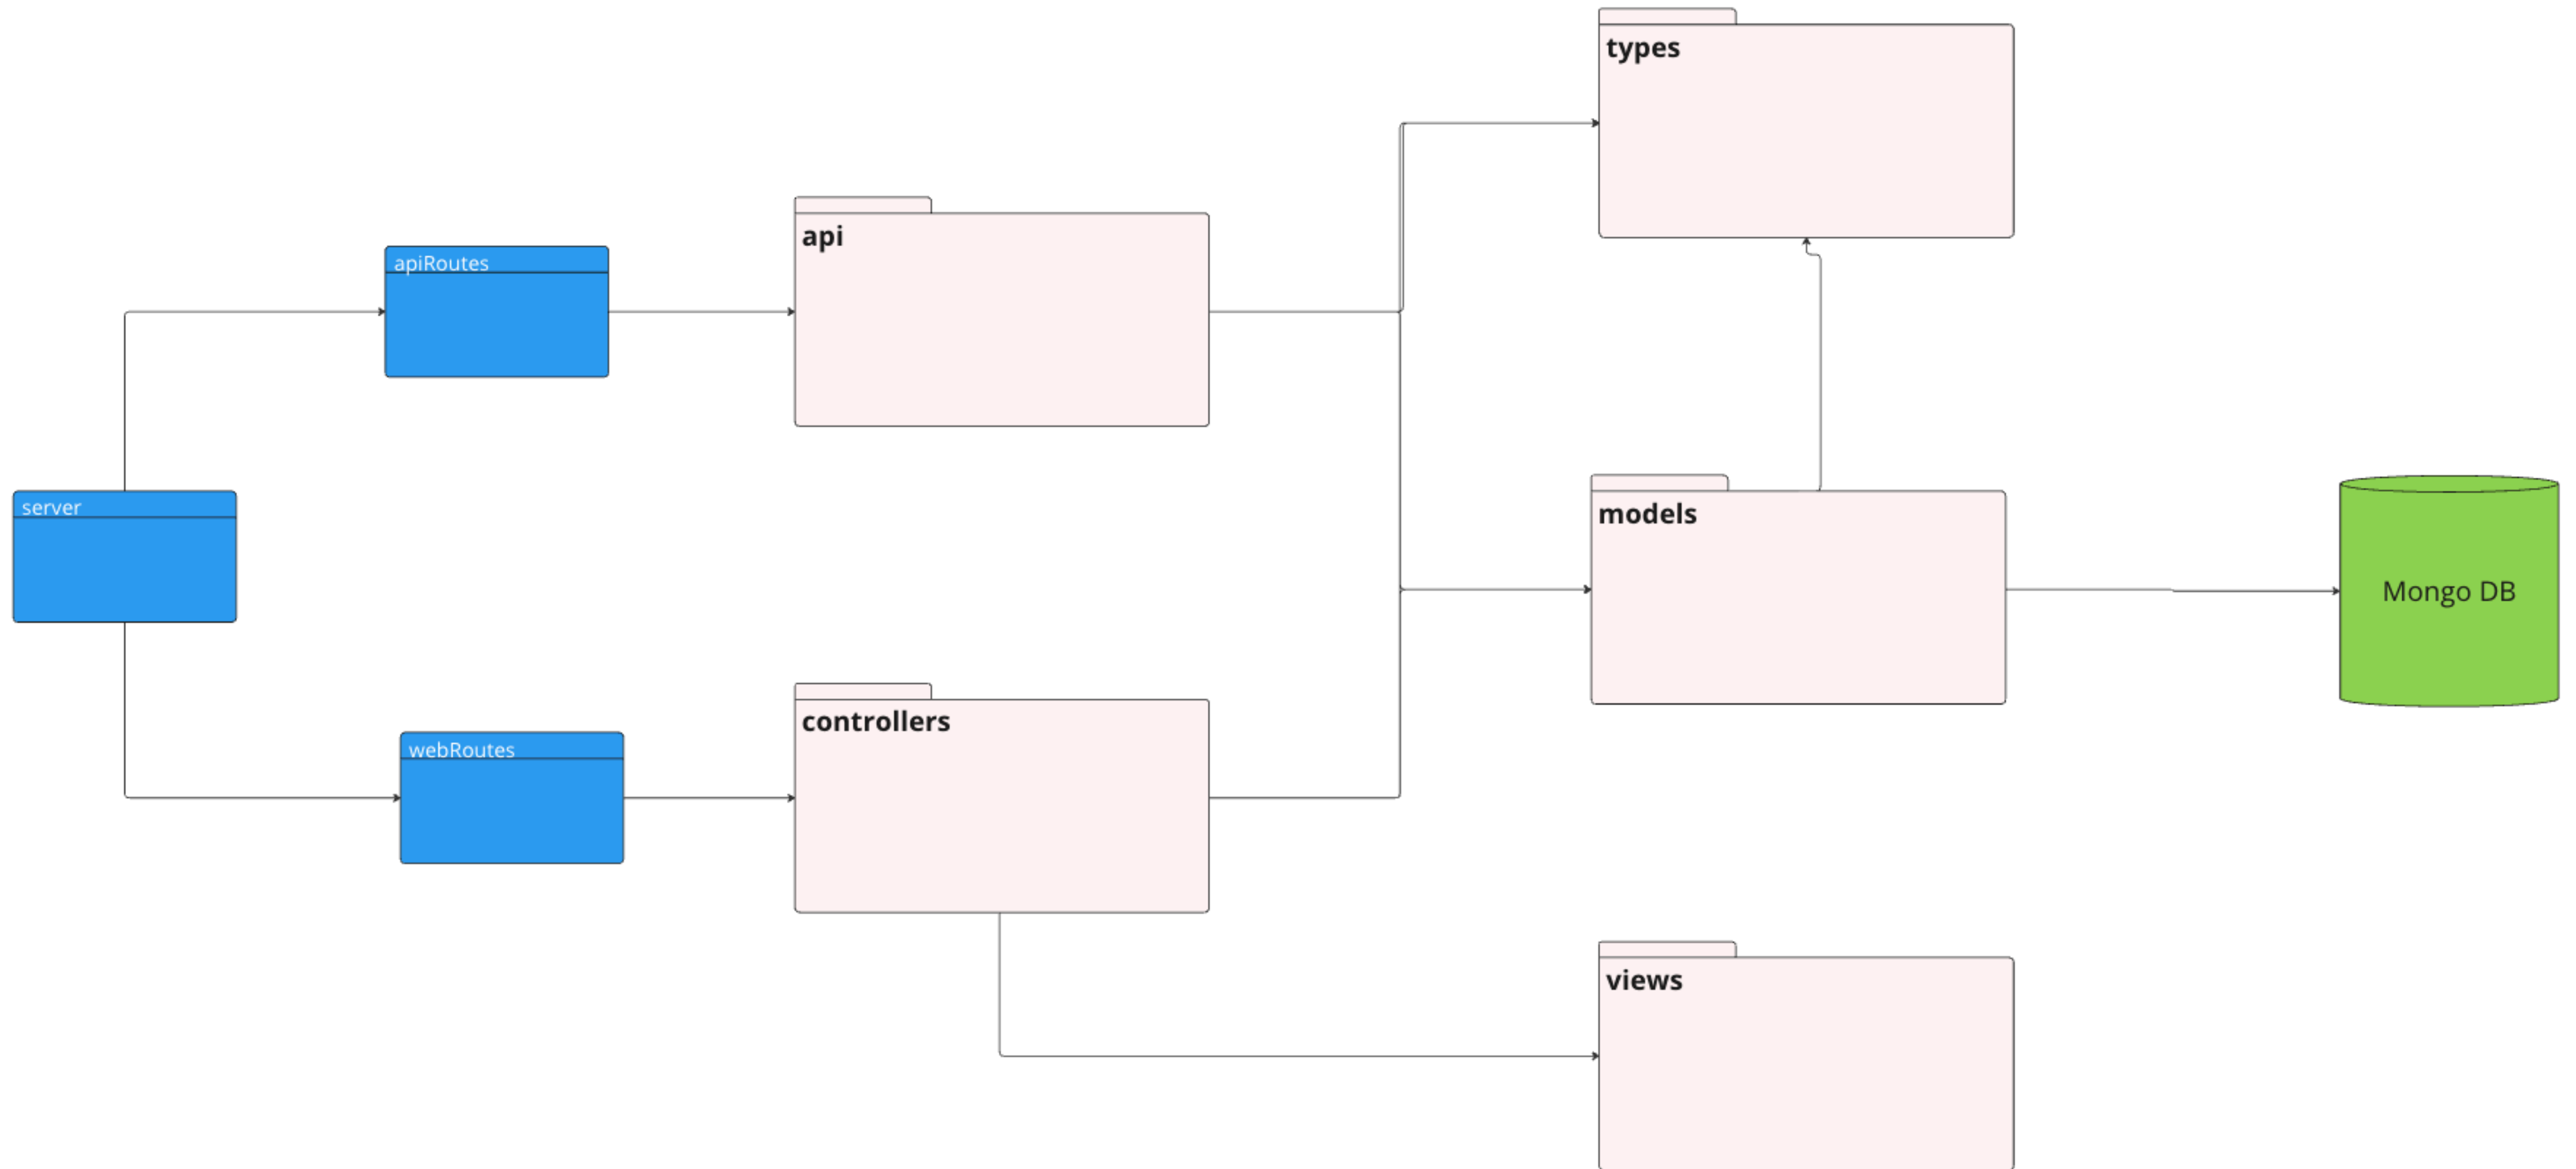 types
api
apiRoutes
server
models
Mongo DB
controllers
webRoutes
views